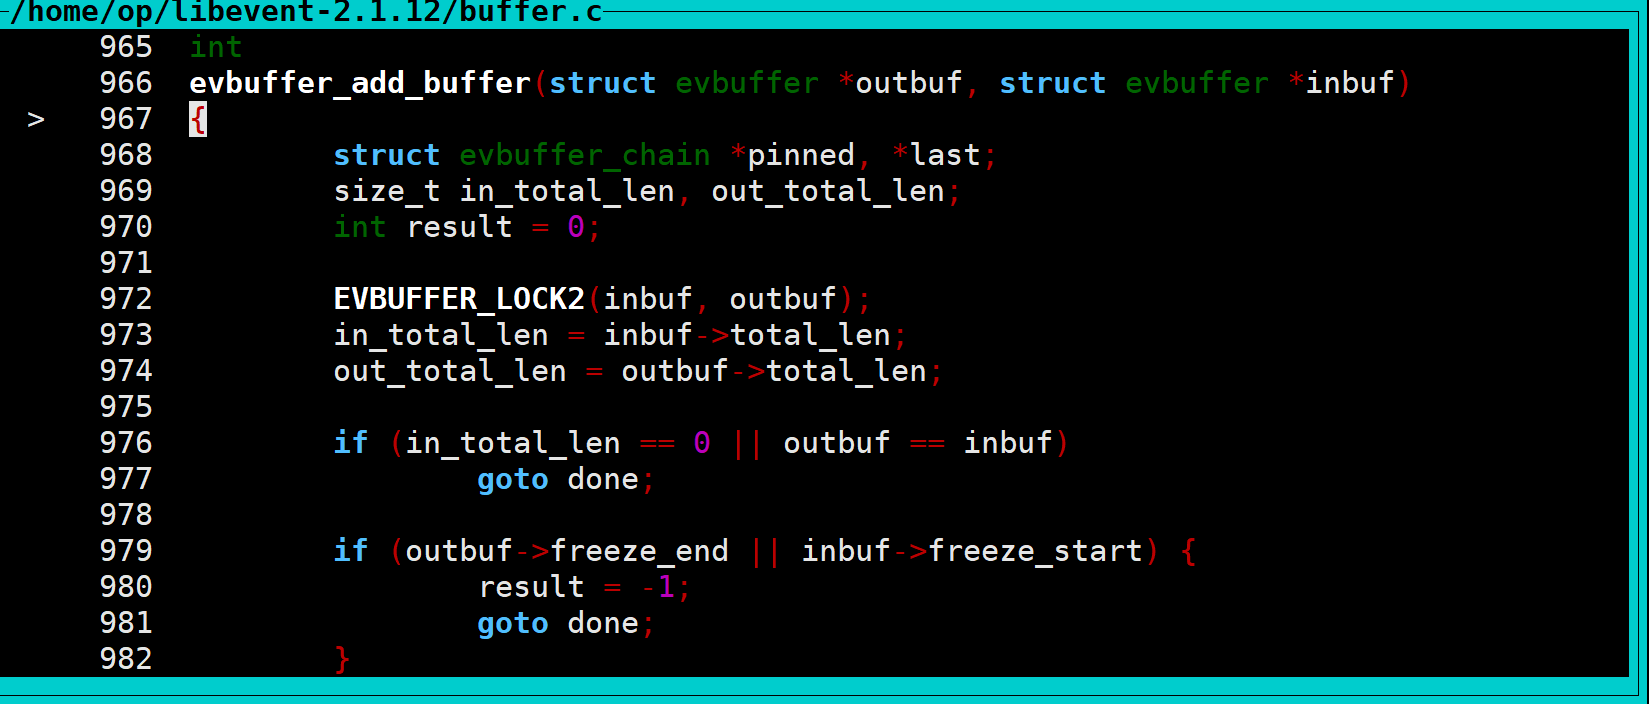 /home/op/libevent-2.1.12/buffer.c
965 int
966 evbuffer_add_buffer(struct evbuffer *outbuf, struct evbuffer *inbuf)
> 967 {
968 struct evbuffer_chain *pinned, *last;
969 size_t in_total_len, out_total_len;
970 int result = 0;
971
972 EVBUFFER_LOCK2(inbuf, outbuf);
973 in_total_len = inbuf->total_len;
974 out_total_len = outbuf->total_len;
975
976 if (in_total_len == 0 || outbuf == inbuf)
977 goto done;
978
979 if (outbuf->freeze_end || inbuf->freeze_start) {
980 result = -1;
981 goto done;
982 }